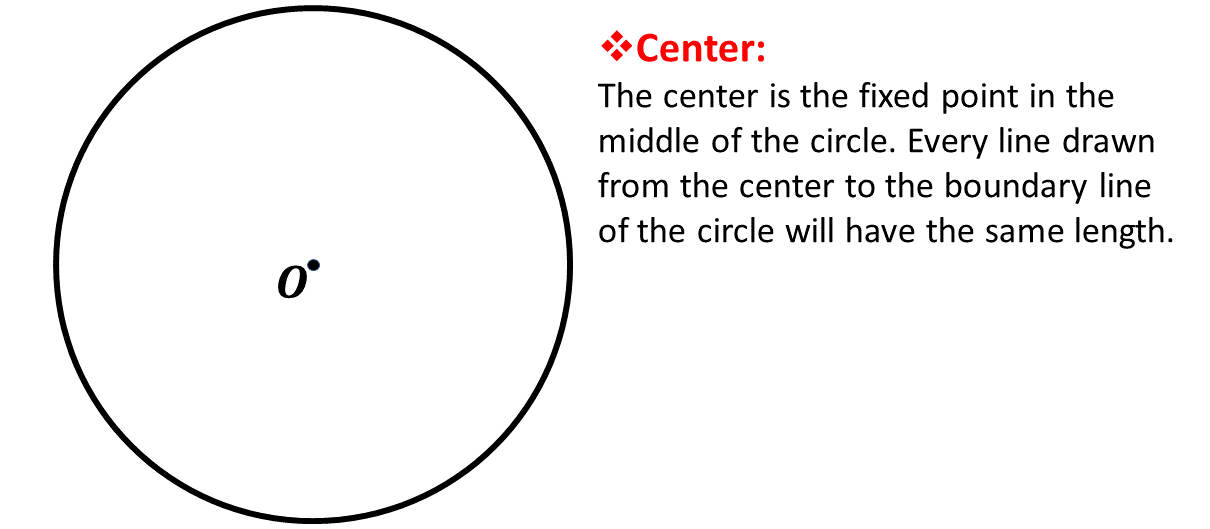 O
❖Center:
The center is the fixed point in the
middle of the circle. Every line drawn
from the center to the boundary line
of the circle will have the same length.